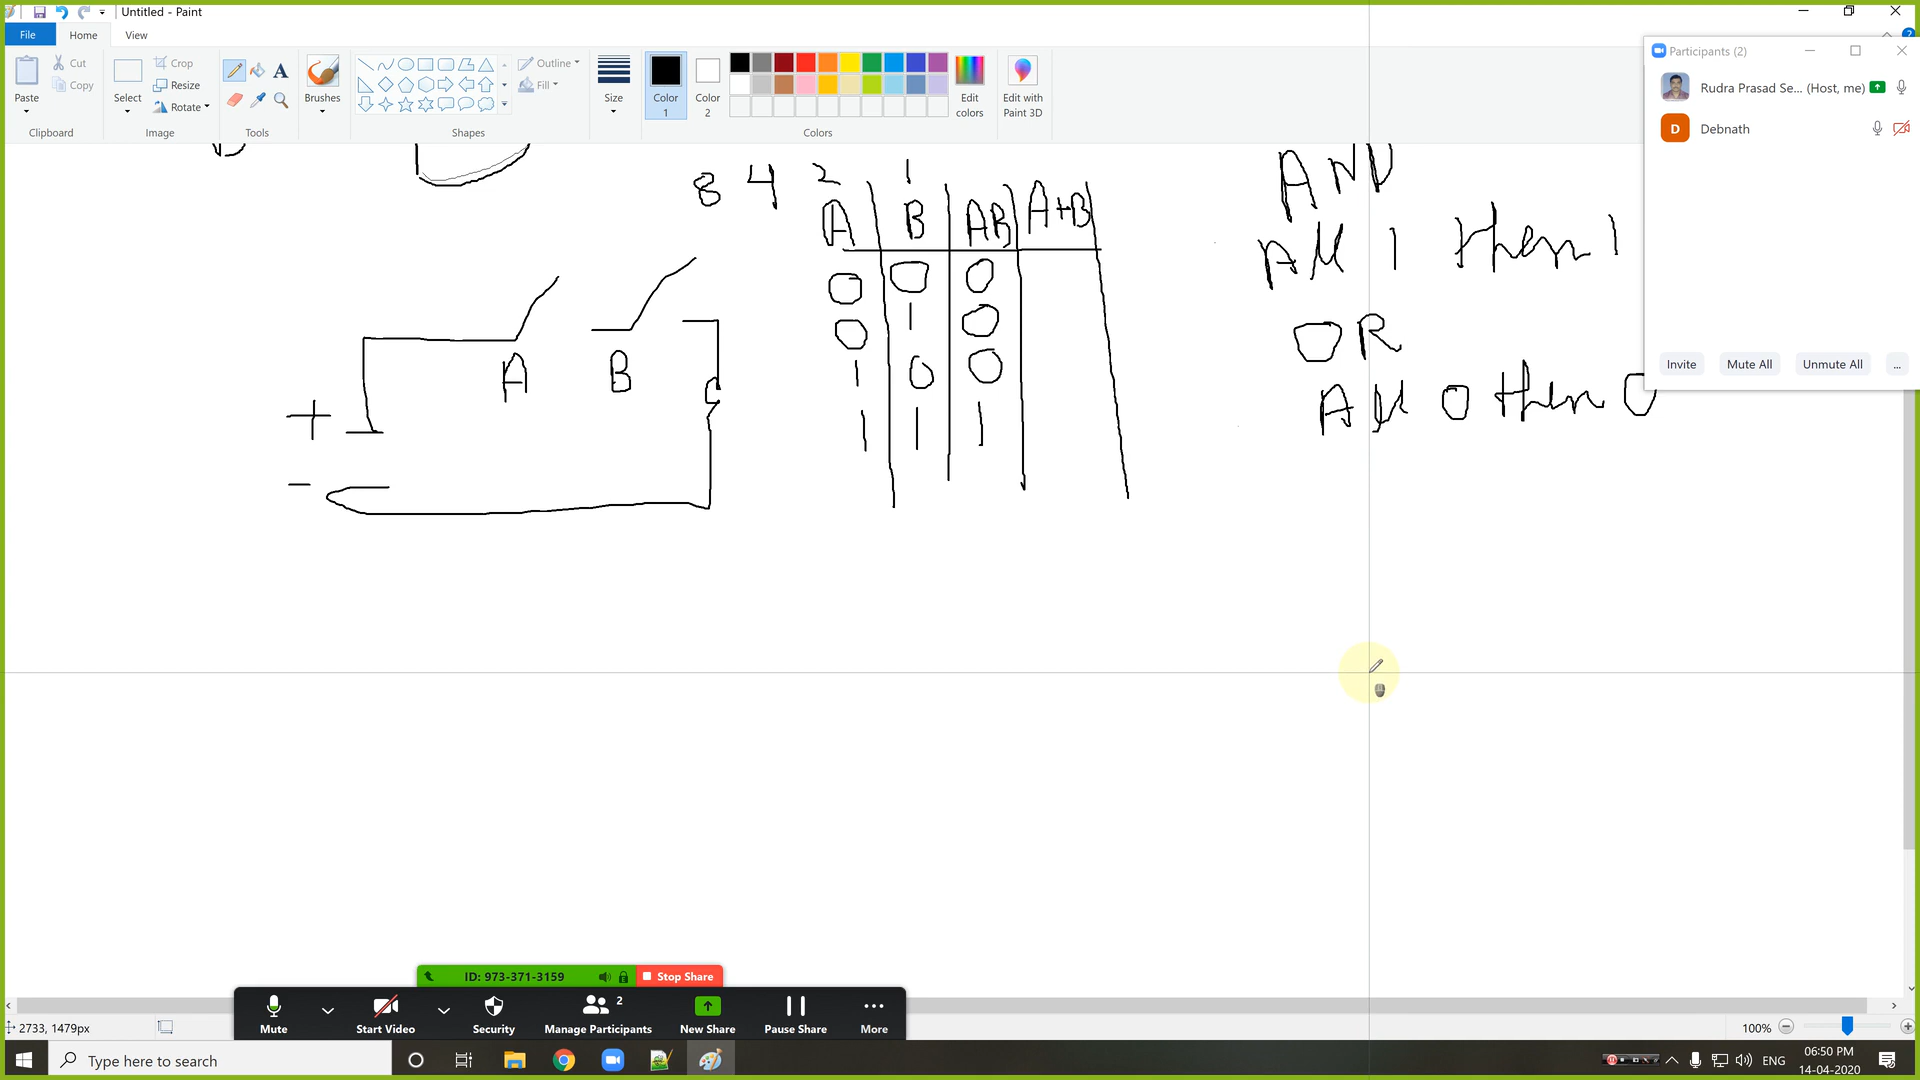 Untitled - Paint
File Home View
Cut
Copy
Paste
Clipboard
Select
Crop
Resize
Rotate
Image
Tools
Brushes
Outline
Fill
Shapes
Size
Color 1
Color 2
Edit colors
Edit with Paint 3D
Colors
Participants (2)
Rudra Prasad Se... (Host, me)
D Debnath
Invite Mute All Unmute All ...
8 4 2 1
A B AB A+B
0 0 0
0 1 0
1 0 0
1 1 1
A B
+
-
AND
All 1 then 1
OR
All 0 then 0
ID: 973-371-3159 Stop Share
Mute Start Video Security Manage Participants 2 New Share Pause Share More
2733, 1479px
100%
Type here to search
ENG
06:50 PM
14-04-2020